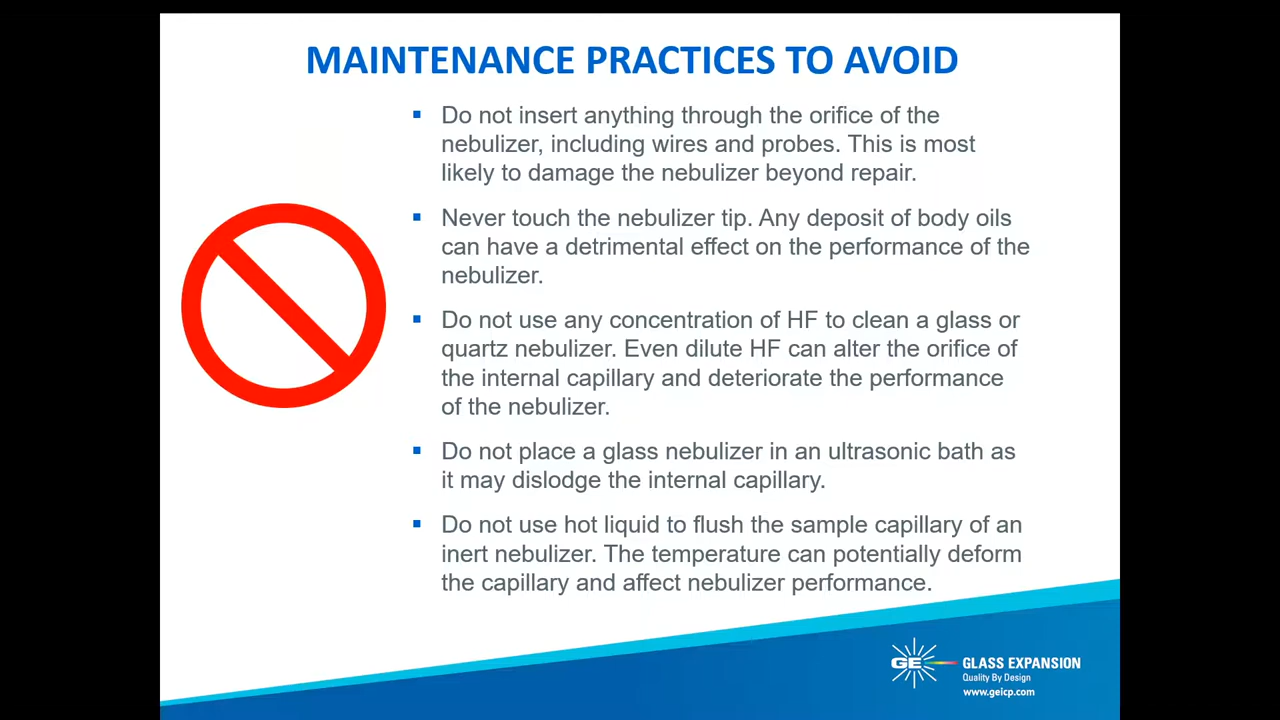 MAINTENANCE PRACTICES TO AVOID
▪ Do not insert anything through the orifice of the
nebulizer, including wires and probes. This is most
likely to damage the nebulizer beyond repair.
▪ Never touch the nebulizer tip. Any deposit of body oils
can have a detrimental effect on the performance of the
nebulizer.
▪ Do not use any concentration of HF to clean a glass or
quartz nebulizer. Even dilute HF can alter the orifice of
the internal capillary and deteriorate the performance
of the nebulizer.
▪ Do not place a glass nebulizer in an ultrasonic bath as
it may dislodge the internal capillary.
▪ Do not use hot liquid to flush the sample capillary of an
inert nebulizer. The temperature can potentially deform
the capillary and affect nebulizer performance.
GE GLASS EXPANSION
Quality By Design
www.geicp.com